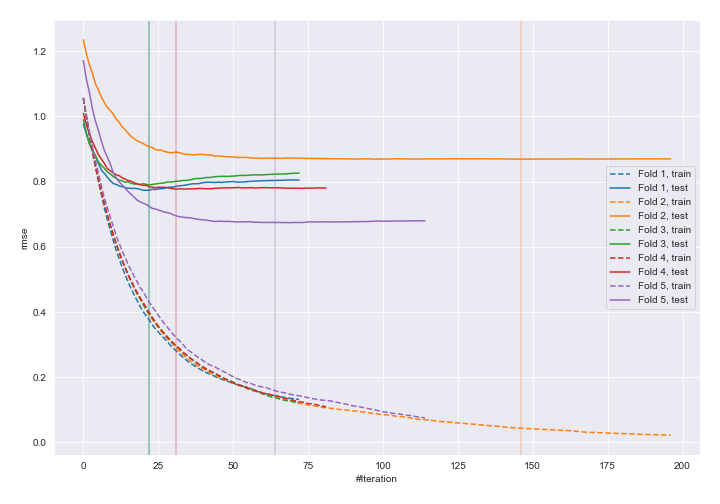 1.2
1.0
0.8
0.6
0.4
0.2
0.0
rmse
0
25
50
75
100
125
150
175
200
#Iteration
Fold 1, train
Fold 1, test
Fold 2, train
Fold 2, test
Fold 3, train
Fold 3, test
Fold 4, train
Fold 4, test
Fold 5, train
Fold 5, test